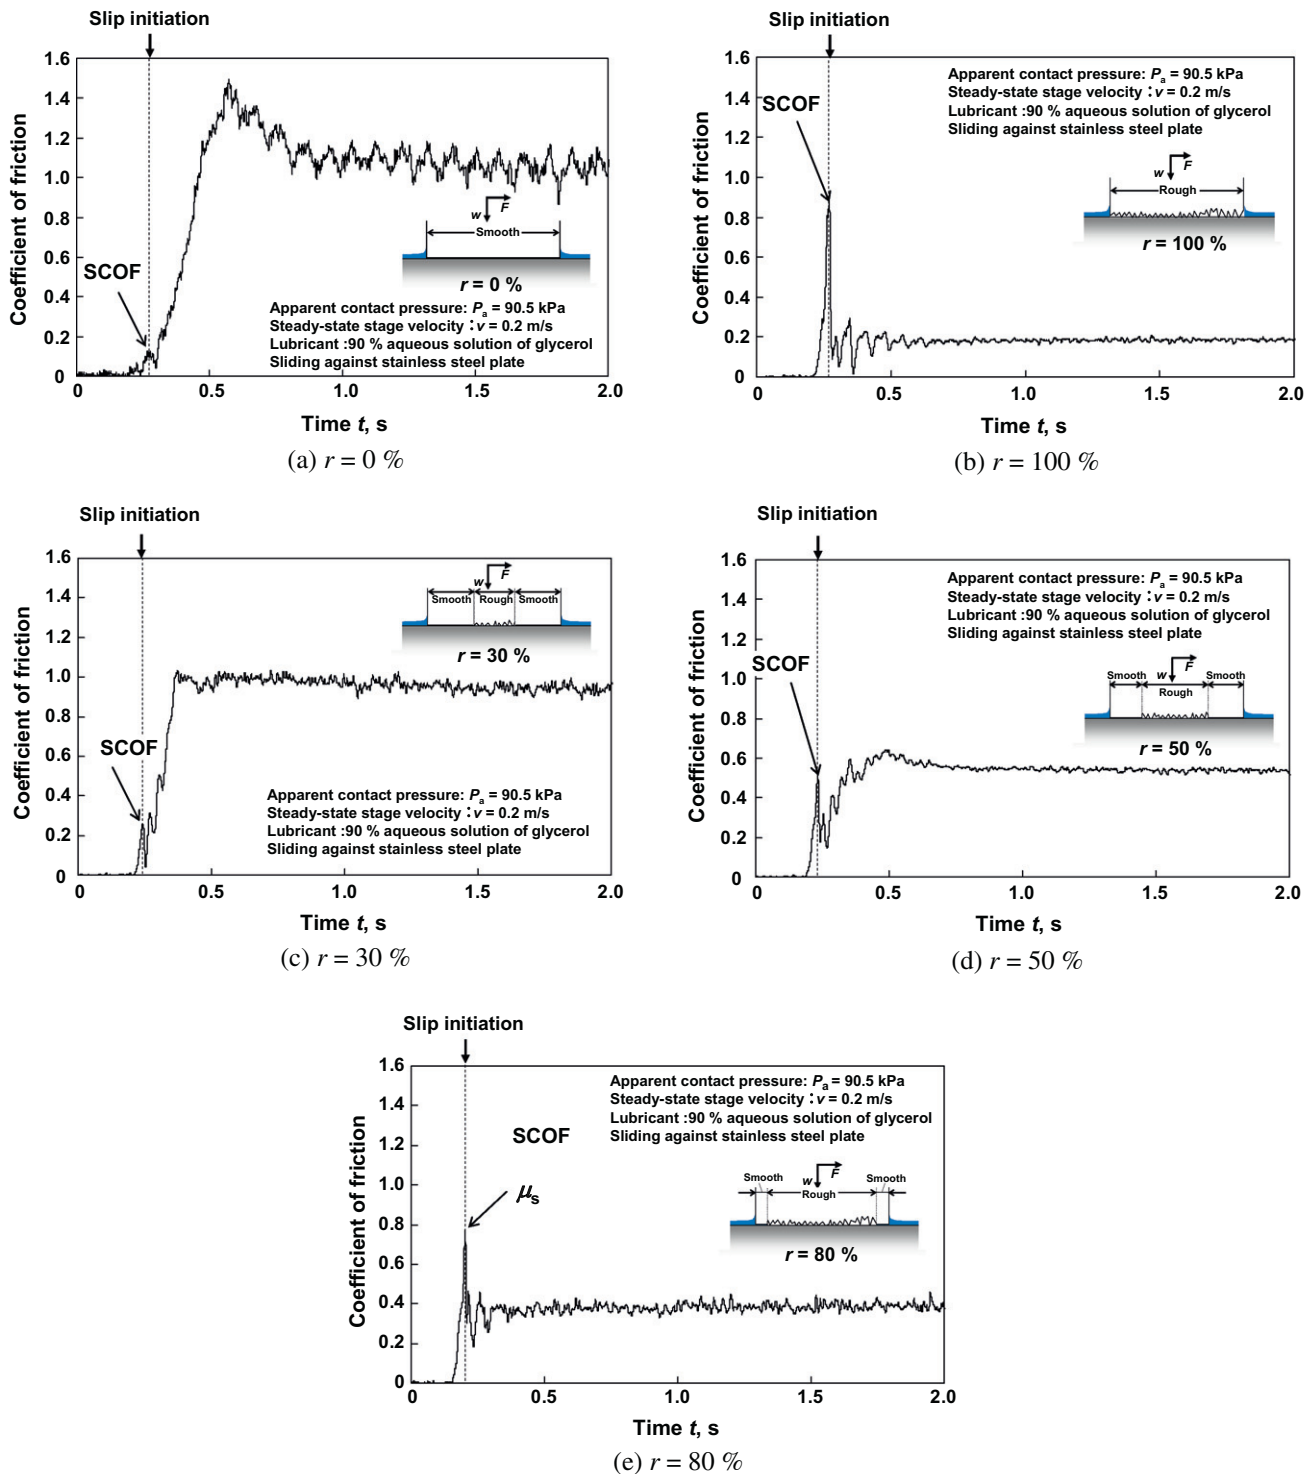 Slip initiation
1.6
1.4
1.2
1.0
0.8
0.6
0.4
0.2
0
Coefficient of friction
SCOF
w F
Smooth
r = 0 %
Apparent contact pressure: Pa = 90.5 kPa
Steady-state stage velocity : v = 0.2 m/s
Lubricant :90 % aqueous solution of glycerol
Sliding against stainless steel plate
0 0.5 1.0 1.5 2.0
Time t, s
(a) r = 0 %
Slip initiation
1.6
1.4
1.2
1.0
0.8
0.6
0.4
0.2
0
Coefficient of friction
SCOF
Apparent contact pressure: Pa = 90.5 kPa
Steady-state stage velocity : v = 0.2 m/s
Lubricant :90 % aqueous solution of glycerol
Sliding against stainless steel plate
w F
Rough
r = 100 %
0 0.5 1.0 1.5 2.0
Time t, s
(b) r = 100 %
Slip initiation
1.6
1.4
1.2
1.0
0.8
0.6
0.4
0.2
0
Coefficient of friction
SCOF
w F
Smooth Rough Smooth
r = 30 %
Apparent contact pressure: Pa = 90.5 kPa
Steady-state stage velocity : v = 0.2 m/s
Lubricant :90 % aqueous solution of glycerol
Sliding against stainless steel plate
0 0.5 1.0 1.5 2.0
Time t, s
(c) r = 30 %
Slip initiation
1.6
1.4
1.2
1.0
0.8
0.6
0.4
0.2
0
Coefficient of friction
SCOF
Apparent contact pressure: Pa = 90.5 kPa
Steady-state stage velocity : v = 0.2 m/s
Lubricant :90 % aqueous solution of glycerol
Sliding against stainless steel plate
w F
Smooth Smooth
Rough
r = 50 %
0 0.5 1.0 1.5 2.0
Time t, s
(d) r = 50 %
Slip initiation
1.6
1.4
1.2
1.0
0.8
0.6
0.4
0.2
0
Coefficient of friction
SCOF
μs
Apparent contact pressure: Pa = 90.5 kPa
Steady-state stage velocity : v = 0.2 m/s
Lubricant :90 % aqueous solution of glycerol
Sliding against stainless steel plate
w F
Smooth Smooth
Rough
r = 80 %
0 0.5 1.0 1.5 2.0
Time t, s
(e) r = 80 %